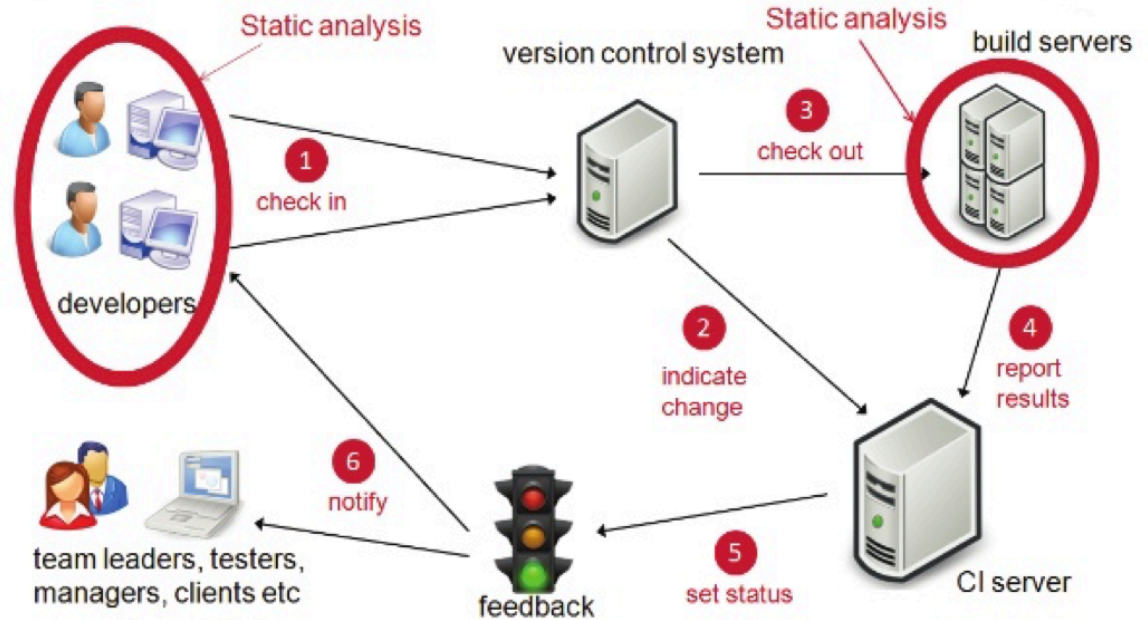 Static analysis
version control system
Static analysis
build servers
1
check in
3
check out
developers
2
indicate
change
4
report
results
6
notify
team leaders, testers,
managers, clients etc
feedback
5
set status
CI server